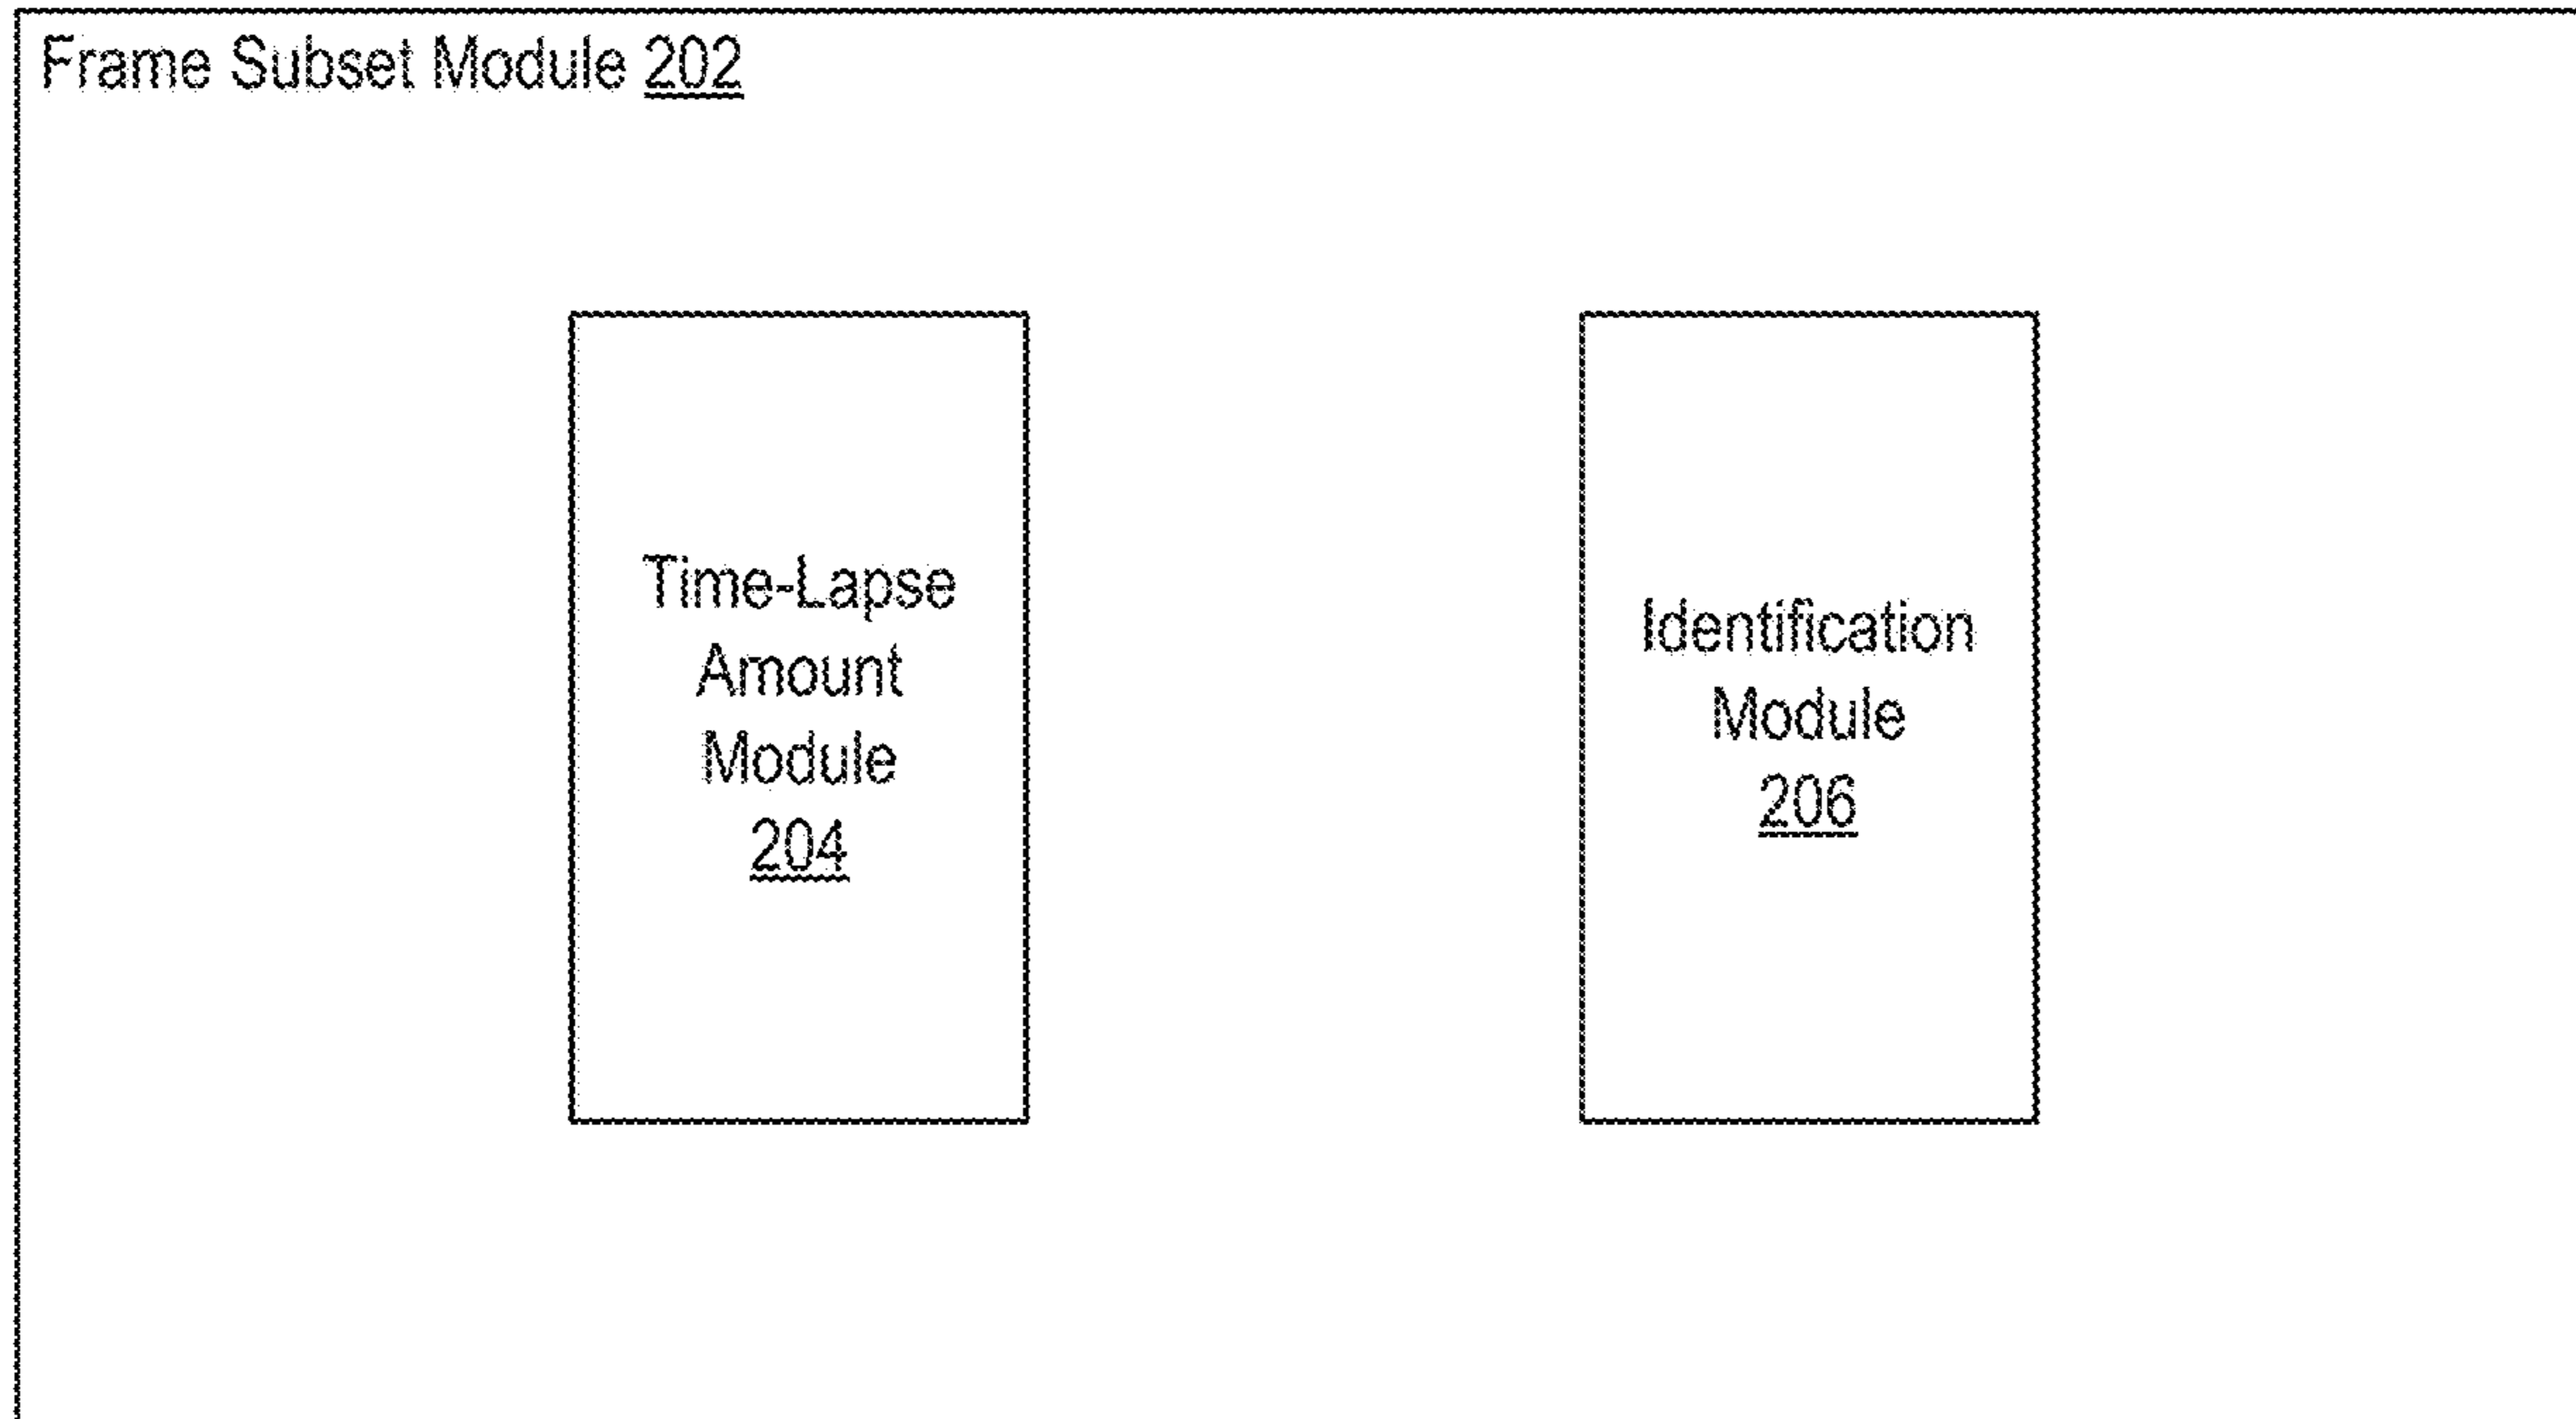 Frame Subset Module 202
Time-Lapse
Amount
Module
204
Identification
Module
206